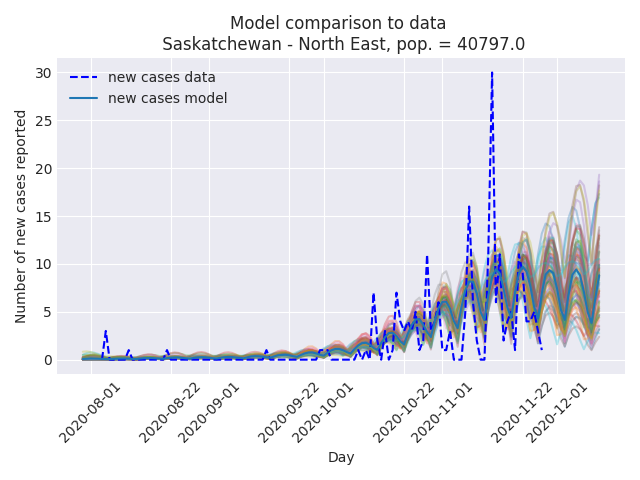 Model comparison to data
Saskatchewan - North East, pop. = 40797.0
new cases data
new cases model
Number of new cases reported
30
25
20
15
10
5
0
2020-08-01
2020-08-22
2020-09-01
2020-09-22
2020-10-01
2020-10-22
2020-11-01
2020-11-22
2020-12-01
Day